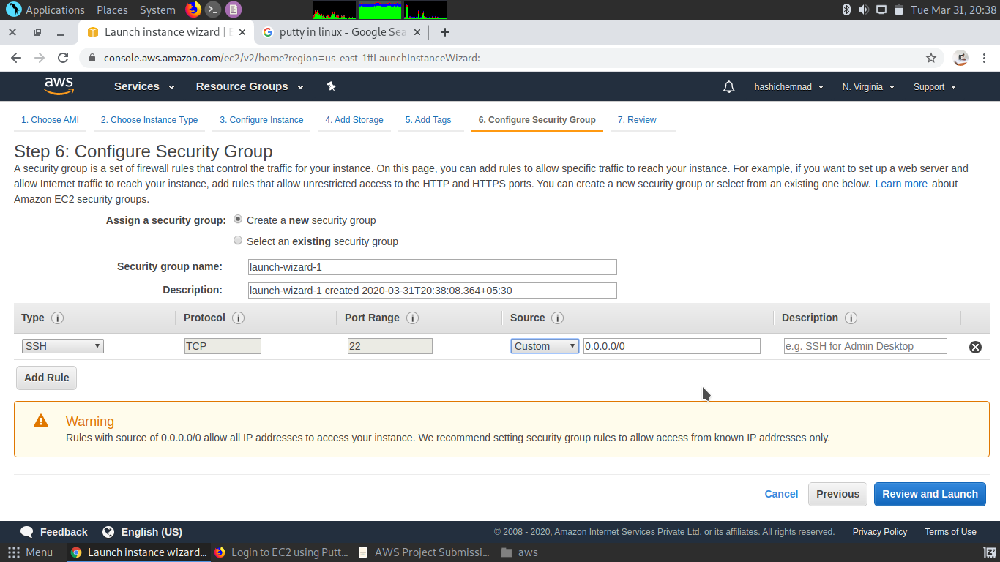 Applications Places System Tue Mar 31, 20:38
Launch instance wizard | E putty in linux - Google Sea
console.aws.amazon.com/ec2/v2/home?region=us-east-1#LaunchInstanceWizard:
aws Services Resource Groups hashichemnad N. Virginia Support
1. Choose AMI 2. Choose Instance Type 3. Configure Instance 4. Add Storage 5. Add Tags 6. Configure Security Group 7. Review
Step 6: Configure Security Group
A security group is a set of firewall rules that control the traffic for your instance. On this page, you can add rules to allow specific traffic to reach your instance. For example, if you want to set up a web server and
allow Internet traffic to reach your instance, add rules that allow unrestricted access to the HTTP and HTTPS ports. You can create a new security group or select from an existing one below. Learn more about
Amazon EC2 security groups.
Assign a security group: Create a new security group
Select an existing security group
Security group name: launch-wizard-1
Description: launch-wizard-1 created 2020-03-31T20:38:08.364+05:30
Type i Protocol i Port Range i Source i Description i
SSH TCP 22 Custom 0.0.0.0/0 e.g. SSH for Admin Desktop
Add Rule
Warning
Rules with source of 0.0.0.0/0 allow all IP addresses to access your instance. We recommend setting security group rules to allow access from known IP addresses only.
Cancel Previous Review and Launch
Feedback English (US) © 2008 - 2020, Amazon Internet Services Private Ltd. or its affiliates. All rights reserved. Privacy Policy Terms of Use
Menu Launch instance wizard... Login to EC2 using Putt... AWS Project Submissi... aws